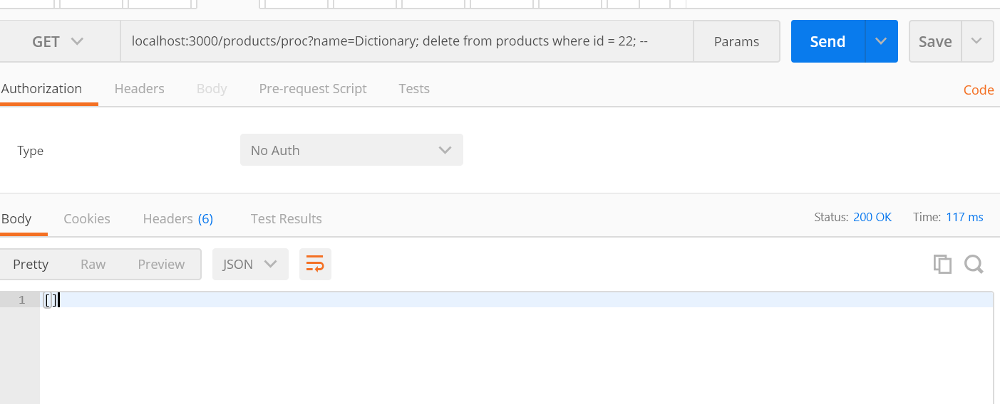 GET localhost:3000/products/proc?name=Dictionary; delete from products where id = 22; -- Params Send Save
Authorization Headers Body Pre-request Script Tests Code
Type No Auth
Body Cookies Headers (6) Test Results Status: 200 OK Time: 117 ms
Pretty Raw Preview JSON
1 []